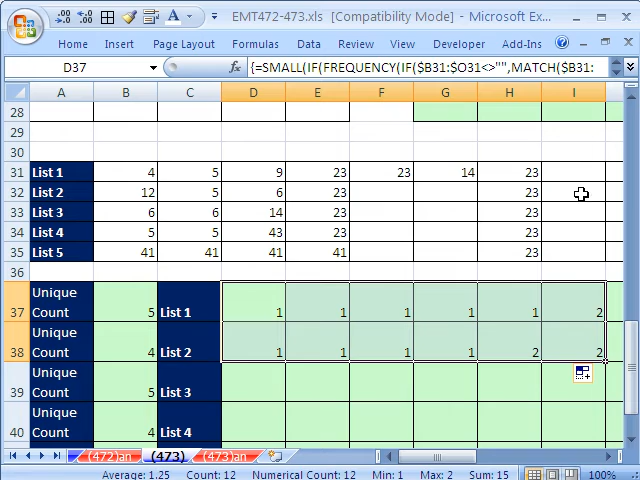 EMT472-473.xls [Compatibility Mode] - Microsoft Ex...
Home Insert Page Layout Formulas Data Review View Add-Ins
D37 {=SMALL(IF(FREQUENCY(IF($B31:$O31<>"",MATCH($B31:
A B C D E F G H I
28
29
30
31 List 1 4 5 9 23 23 14 23
32 List 2 12 5 6 23 23
33 List 3 6 6 14 23 23
34 List 4 5 5 43 23 23
35 List 5 41 41 41 41 23
36
Unique
37 Count 5 List 1 1 1 1 1 1 2
Unique
38 Count 4 List 2 1 1 1 1 2 2
Unique
39 Count 5 List 3
Unique
40 Count 4 List 4
(472)an (473) (473)an
Average: 1.25 Count: 12 Numerical Count: 12 Min: 1 Max: 2 Sum: 15 100%